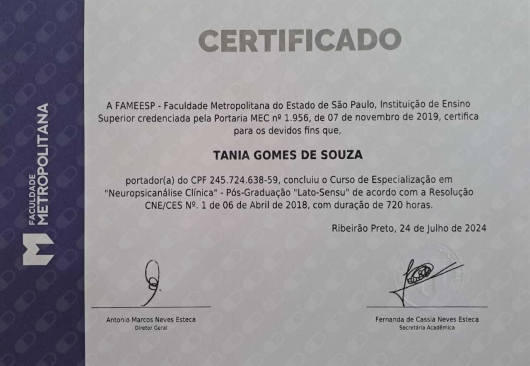 CERTIFICADO
A FAMEESP - Faculdade Metropolitana do Estado de São Paulo, Instituição de Ensino
Superior credenciada pela Portaria MEC nº 1.956, de 07 de novembro de 2019, certifica
para os devidos fins que,
TANIA GOMES DE SOUZA
portador(a) do CPF 245.724.638-59, concluiu o Curso de Especialização em
"Neuropsicanálise Clínica" - Pós-Graduação "Lato-Sensu" de acordo com a Resolução
CNE/CES Nº. 1 de 06 de Abril de 2018, com duração de 720 horas.
Ribeirão Preto, 24 de Julho de 2024
Antonio Marcos Neves Esteca
Diretor Geral
Fernanda de Cassia Neves Esteca
Secretária Acadêmica
FACULDADE
METROPOLITANA